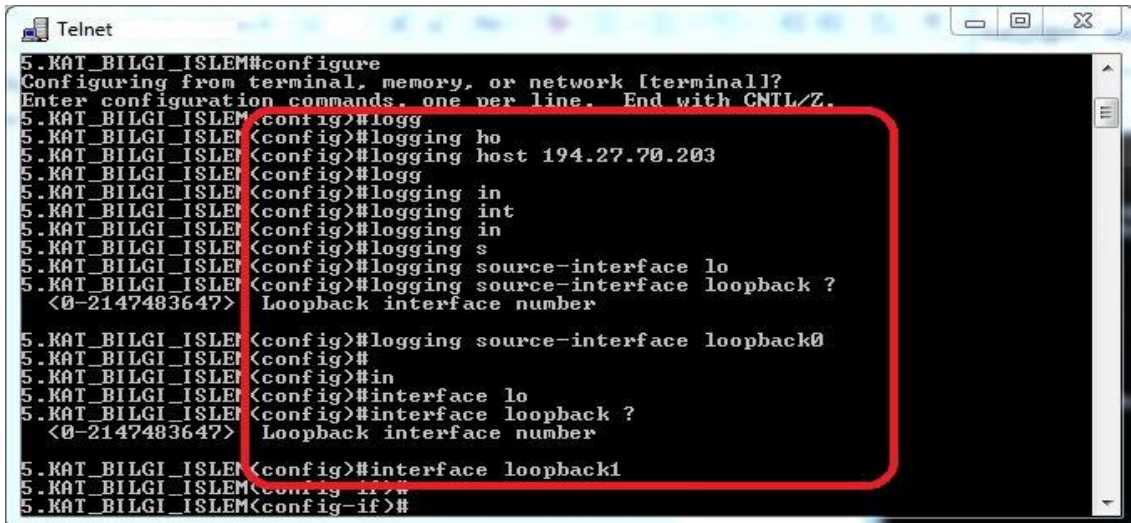 Telnet
5.KAT_BILGI_ISLEM#configure
Configuring from terminal, memory, or network [terminal]?
Enter configuration commands, one per line.  End with CNTL/Z.
5.KAT_BILGI_ISLEM(config)#logg
5.KAT_BILGI_ISLEM(config)#logging ho
5.KAT_BILGI_ISLEM(config)#logging host 194.27.70.203
5.KAT_BILGI_ISLEM(config)#logg
5.KAT_BILGI_ISLEM(config)#logging in
5.KAT_BILGI_ISLEM(config)#logging int
5.KAT_BILGI_ISLEM(config)#logging in
5.KAT_BILGI_ISLEM(config)#logging s
5.KAT_BILGI_ISLEM(config)#logging source-interface lo
5.KAT_BILGI_ISLEM(config)#logging source-interface loopback ?
  <0-2147483647>  Loopback interface number
5.KAT_BILGI_ISLEM(config)#logging source-interface loopback0
5.KAT_BILGI_ISLEM(config)#
5.KAT_BILGI_ISLEM(config)#in
5.KAT_BILGI_ISLEM(config)#interface lo
5.KAT_BILGI_ISLEM(config)#interface loopback ?
  <0-2147483647>  Loopback interface number
5.KAT_BILGI_ISLEM(config)#interface loopback1
5.KAT_BILGI_ISLEM(config-if)#
5.KAT_BILGI_ISLEM(config-if)#